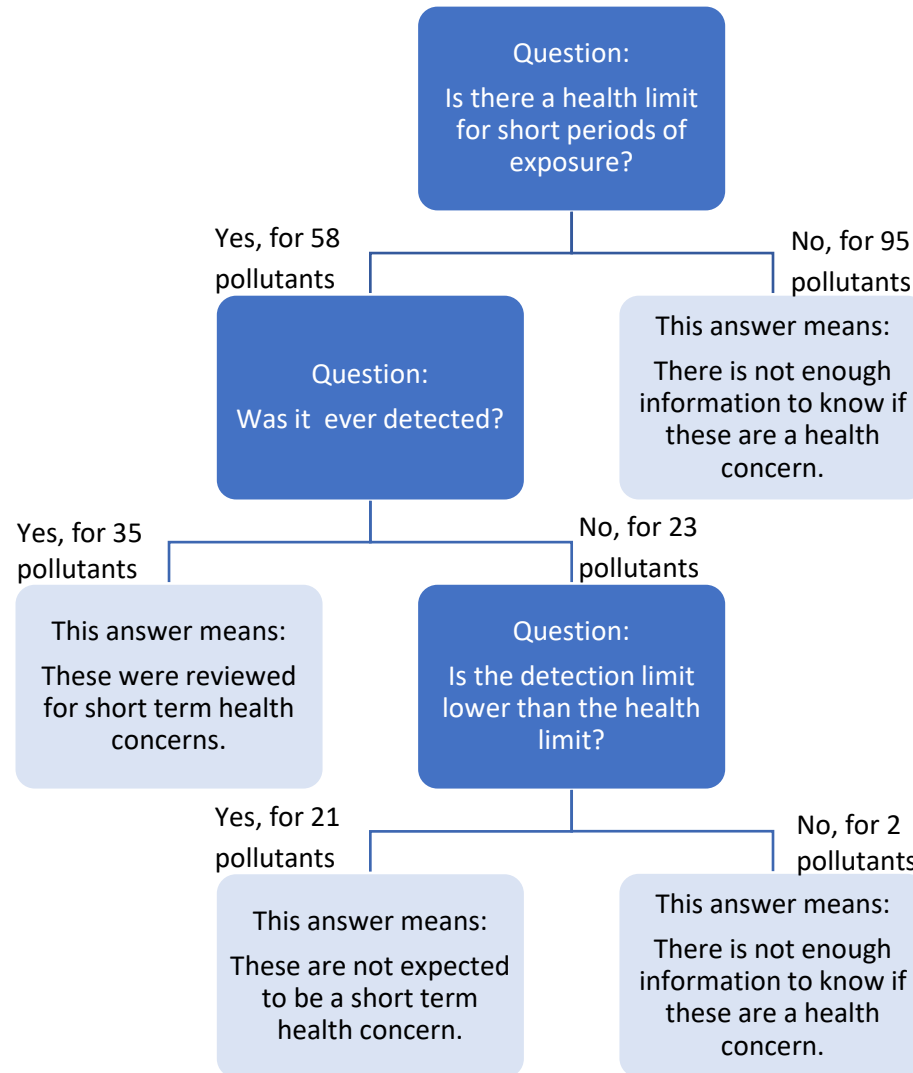 Question:
Is there a health limit
for short periods of
exposure?
Yes, for 58
pollutants
No, for 95
pollutants
Question:
Was it  ever detected?
This answer means:
There is not enough
information to know if
these are a health
concern.
Yes, for 35
pollutants
No, for 23
pollutants
This answer means:
These were reviewed
for short term health
concerns.
Question:
Is the detection limit
lower than the health
limit?
Yes, for 21
pollutants
No, for 2
pollutants
This answer means:
These are not expected
to be a short term
health concern.
This answer means:
There is not enough
information to know if
these are a health
concern.